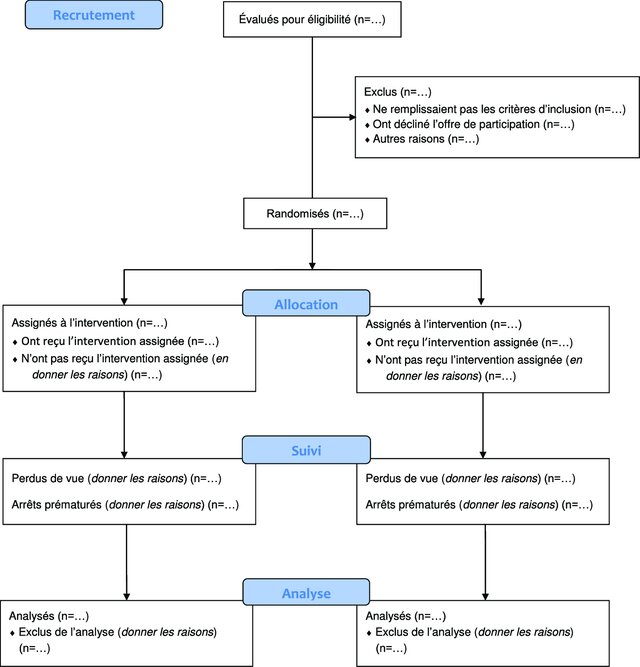 Recrutement
Évalués pour éligibilité (n=…)
Exclus (n=…)
♦ Ne remplissaient pas les critères d’inclusion (n=…)
♦ Ont décliné l’offre de participation (n=…)
♦ Autres raisons (n=…)
Randomisés (n=…)
Allocation
Assignés à l’intervention (n=…)
♦ Ont reçu l’intervention assignée (n=…)
♦ N’ont pas reçu l’intervention assignée (en
donner les raisons) (n=…)
Assignés à l’intervention (n=…)
♦ Ont reçu l’intervention assignée (n=…)
♦ N’ont pas reçu l’intervention assignée (en
donner les raisons) (n=…)
Suivi
Perdus de vue (donner les raisons) (n=…)
Arrêts prématurés (donner les raisons) (n=…)
Perdus de vue (donner les raisons) (n=…)
Arrêts prématurés (donner les raisons) (n=…)
Analyse
Analysés (n=…)
♦ Exclus de l’analyse (donner les raisons)
(n=…)
Analysés (n=…)
♦ Exclus de l’analyse (donner les raisons)
(n=…)